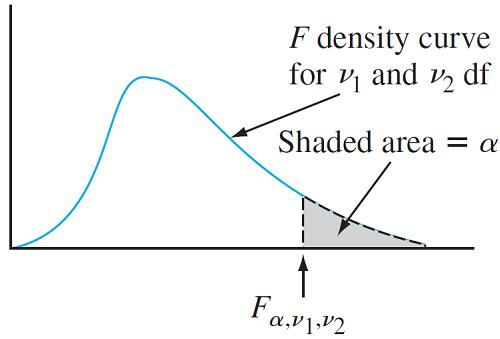 F density curve
for ν₁ and ν₂ df
Shaded area = α
Fα,ν₁,ν₂